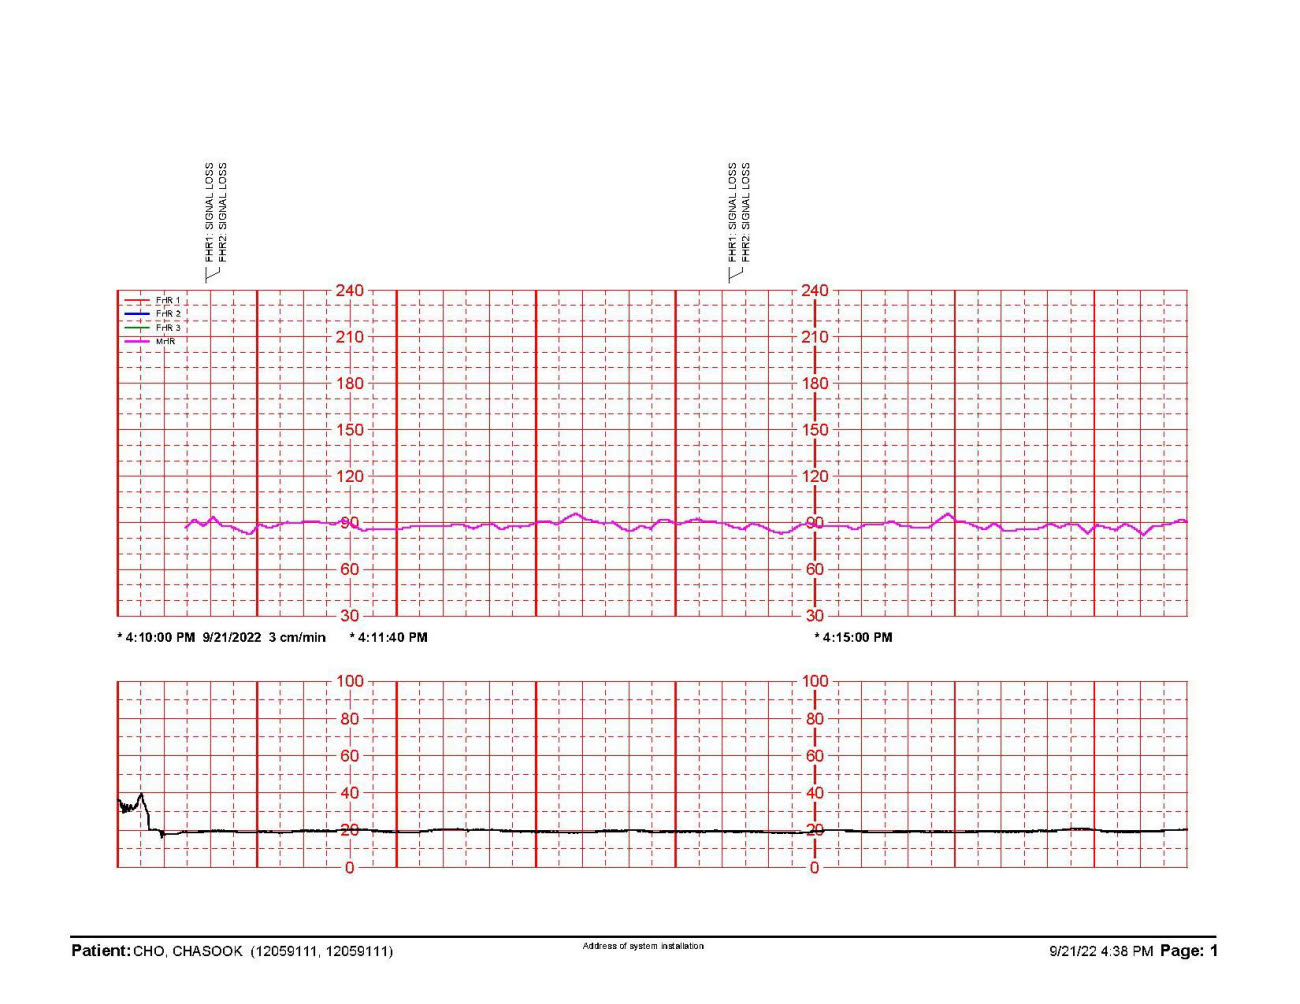 FHR1: SIGNAL LOSS
FHR2: SIGNAL LOSS
FHR1: SIGNAL LOSS
FHR2: SIGNAL LOSS
FHR 1
FHR 2
FHR 3
MHR
240 240
210 210
180 180
150 150
120 120
90 90
60 60
30 30
* 4:10:00 PM 9/21/2022 3 cm/min * 4:11:40 PM * 4:15:00 PM
100 100
80 80
60 60
40 40
20 20
0 0
Patient: CHO, CHASOOK (12059111, 12059111) Address of system installation 9/21/22 4:38 PM Page: 1